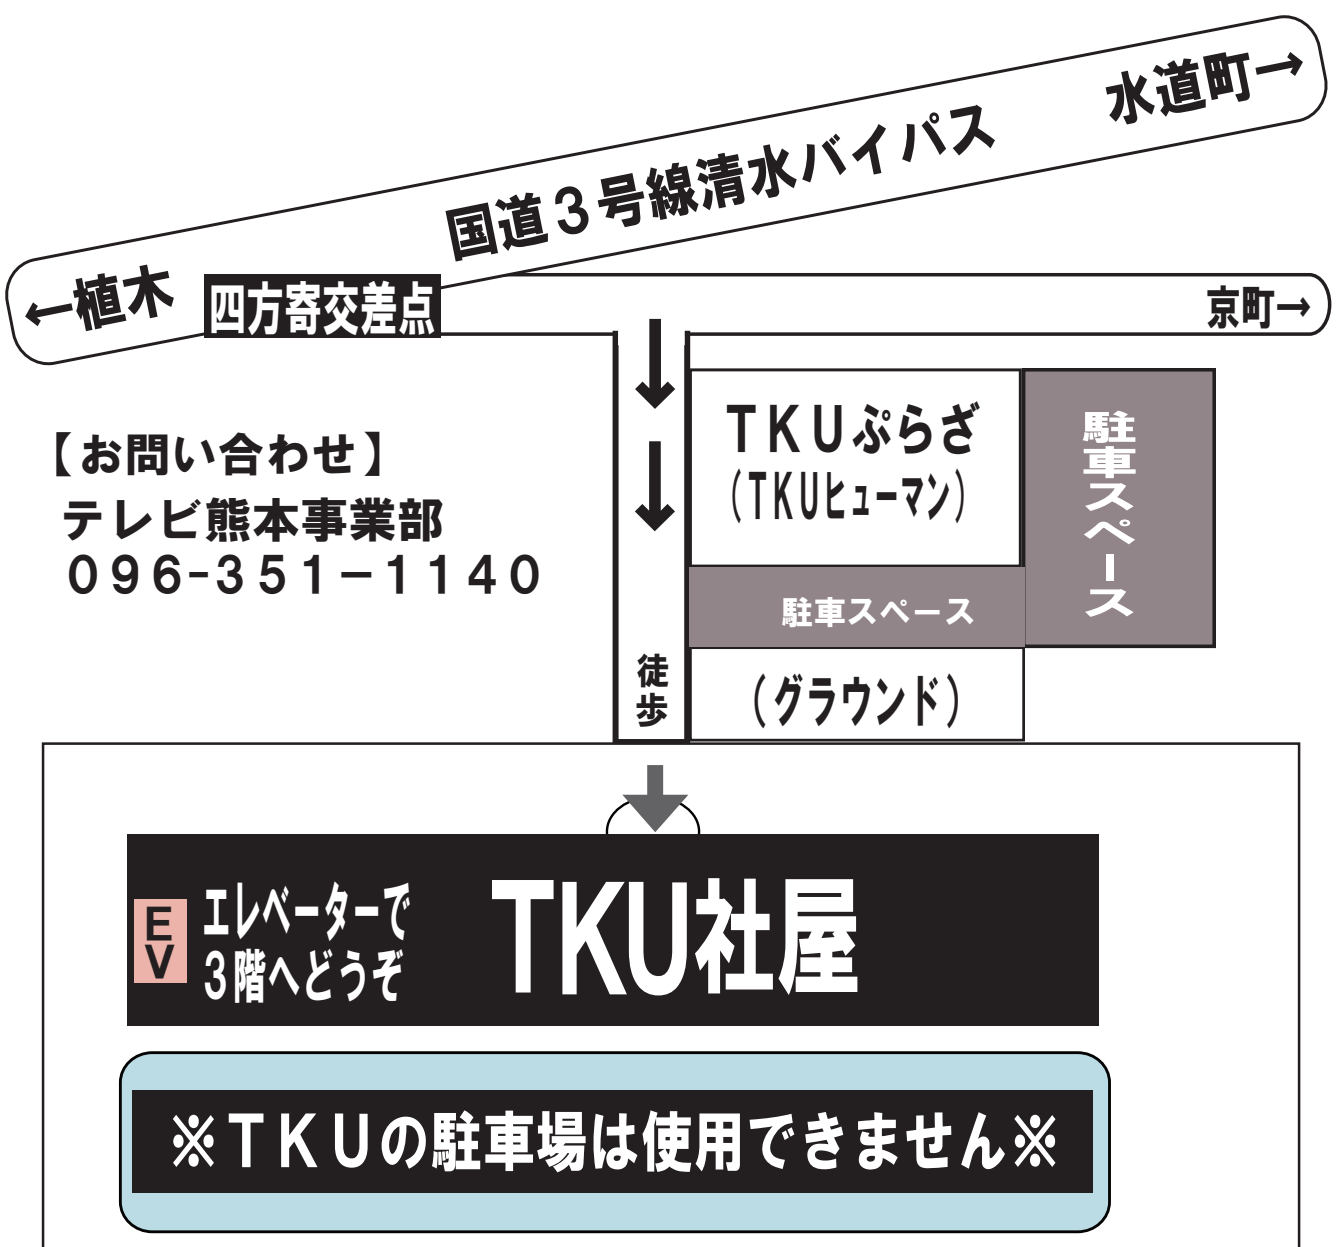 水道町→
国道３号線清水バイパス
←植木
四方寄交差点
京町→
【お問い合わせ】
テレビ熊本事業部
０９６-３５１－１１４０
ＴＫＵぷらざ
（TKUヒューマン）
駐車スペース
駐車スペース
（グラウンド）
徒歩
EV
エレベーターで
３階へどうぞ
TKU社屋
※ＴＫＵの駐車場は使用できません※